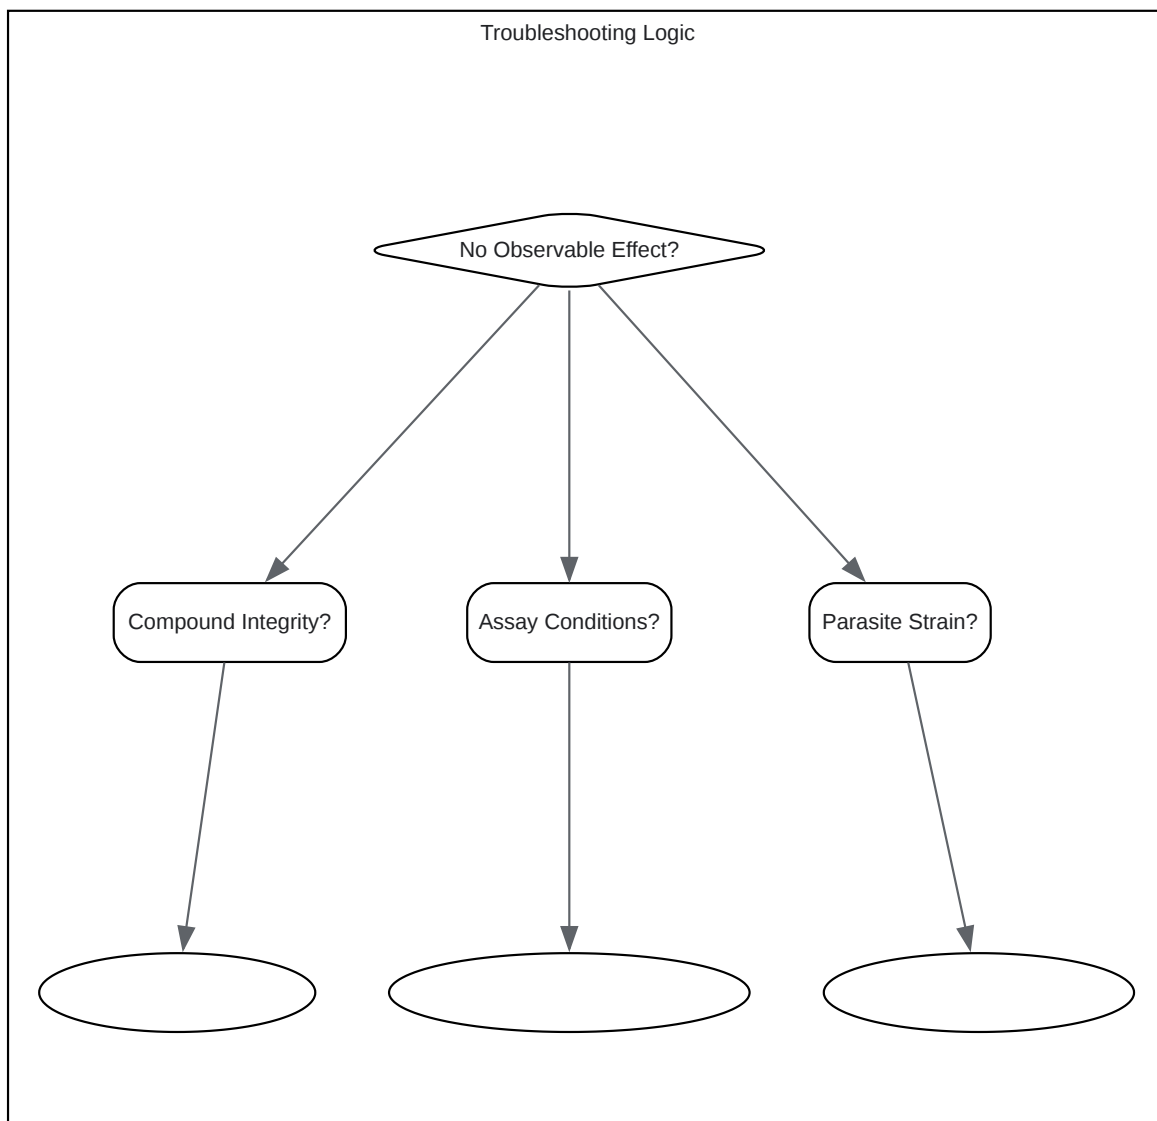 Troubleshooting Logic
No Observable Effect?
Compound Integrity?
Assay Conditions?
Parasite Strain?